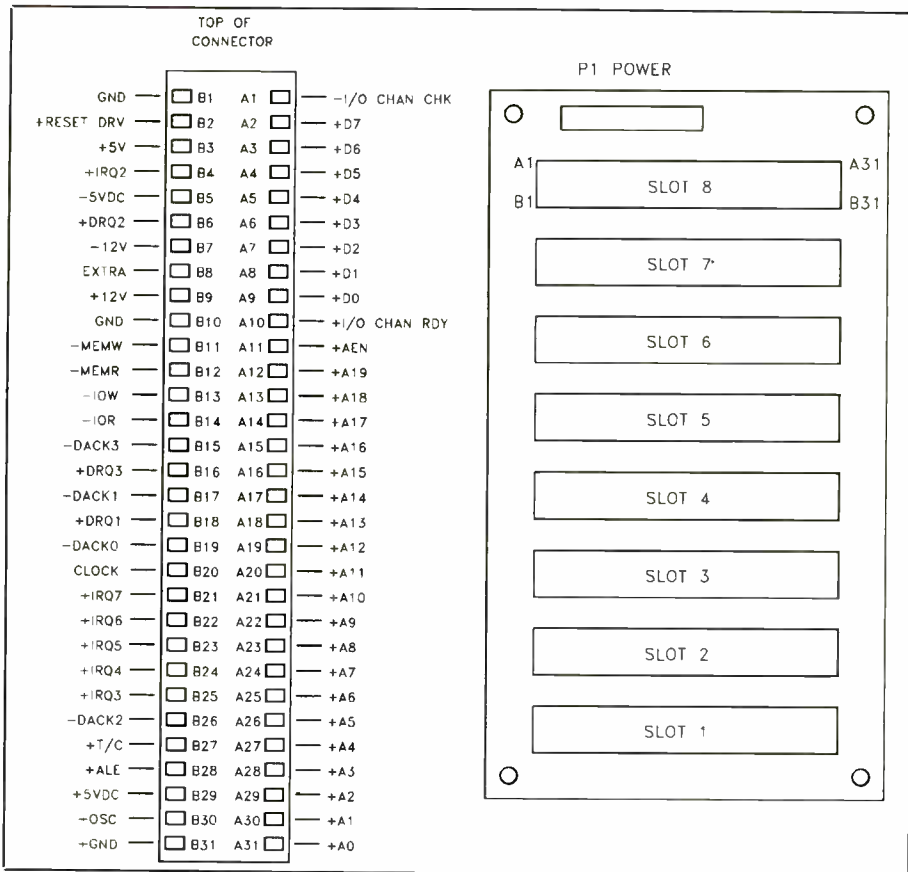 TOP OF
CONNECTOR
GND B1 A1 -I/O CHAN CHK
+RESET DRV B2 A2 +D7
+5V B3 A3 +D6
+IRQ2 B4 A4 +D5
-5VDC B5 A5 +D4
+DRQ2 B6 A6 +D3
-12V B7 A7 +D2
EXTRA B8 A8 +D1
+12V B9 A9 +D0
GND B10 A10 +I/O CHAN RDY
-MEMW B11 A11 +AEN
-MEMR B12 A12 +A19
-IOW B13 A13 +A18
-IOR B14 A14 +A17
-DACK3 B15 A15 +A16
+DRQ3 B16 A16 +A15
-DACK1 B17 A17 +A14
+DRQ1 B18 A18 +A13
-DACK0 B19 A19 +A12
CLOCK B20 A20 +A11
+IRQ7 B21 A21 +A10
+IRQ6 B22 A22 +A9
+IRQ5 B23 A23 +A8
+IRQ4 B24 A24 +A7
+IRQ3 B25 A25 +A6
-DACK2 B26 A26 +A5
+T/C B27 A27 +A4
+ALE B28 A28 +A3
+5VDC B29 A29 +A2
+OSC B30 A30 +A1
+GND B31 A31 +A0
P1 POWER
A1 A31
SLOT 8
B1 B31
SLOT 7
SLOT 6
SLOT 5
SLOT 4
SLOT 3
SLOT 2
SLOT 1